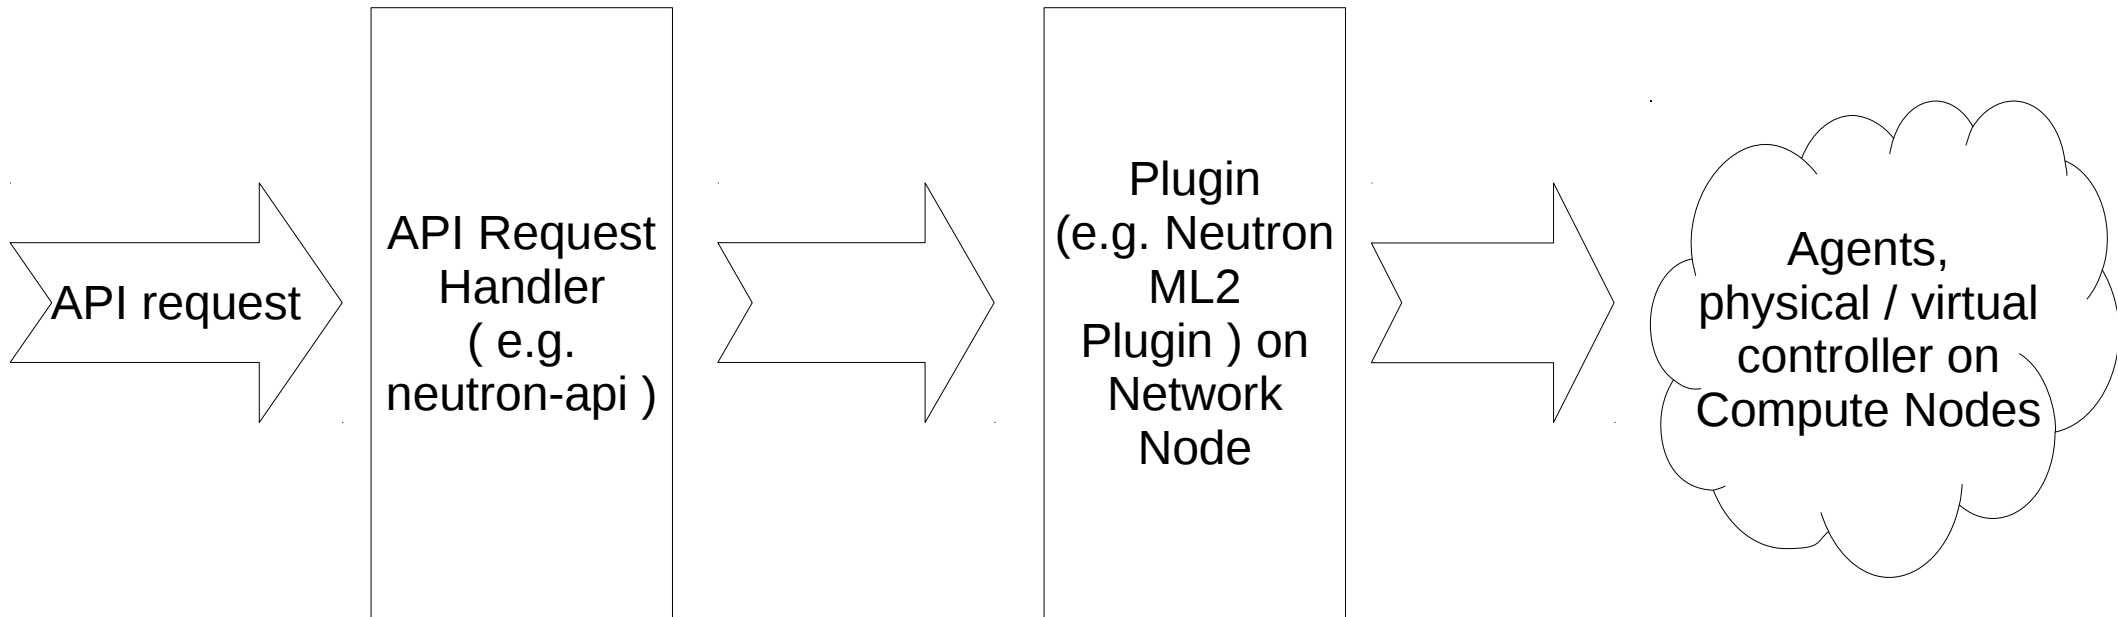 API request
API Request
Handler
( e.g.
neutron-api )
Plugin
(e.g. Neutron
ML2
Plugin ) on
Network
Node
Agents,
physical / virtual
controller on
Compute Nodes